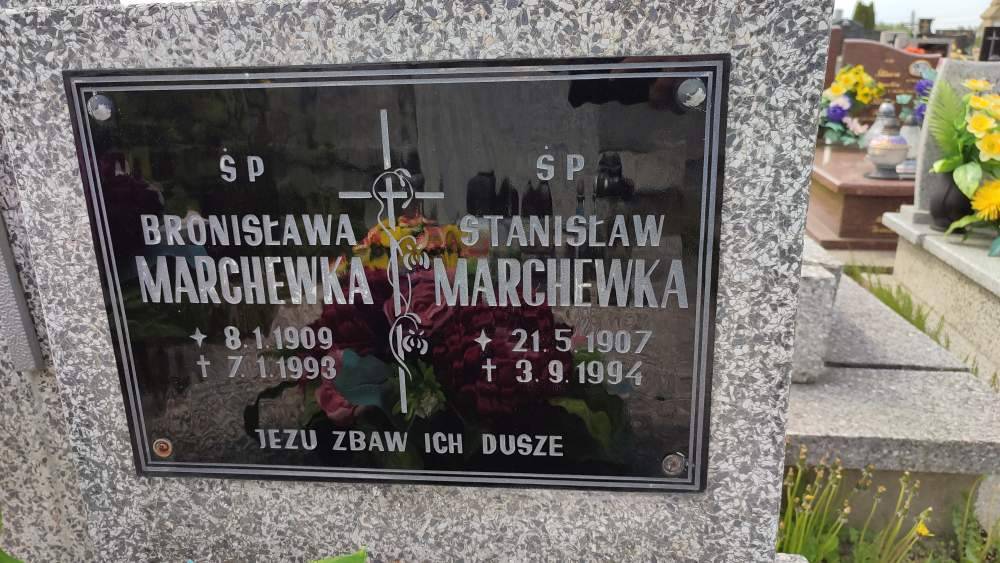 ŚP
BRONISŁAWA
MARCHEWKA
✦ 8.1.1909
✝ 7.1.1993
ŚP
STANISŁAW
MARCHEWKA
✦ 21.5.1907
✝ 3.9.1994
JEZU ZBAW ICH DUSZE